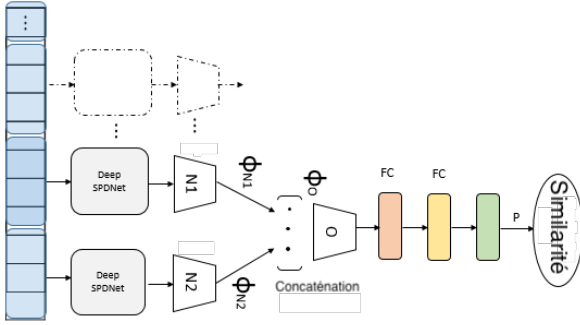 Deep
SPDNet
N1
ϕN1
FC
FC
ϕO
O
P
Similarité
Deep
SPDNet
N2
ϕN2
Concaténation